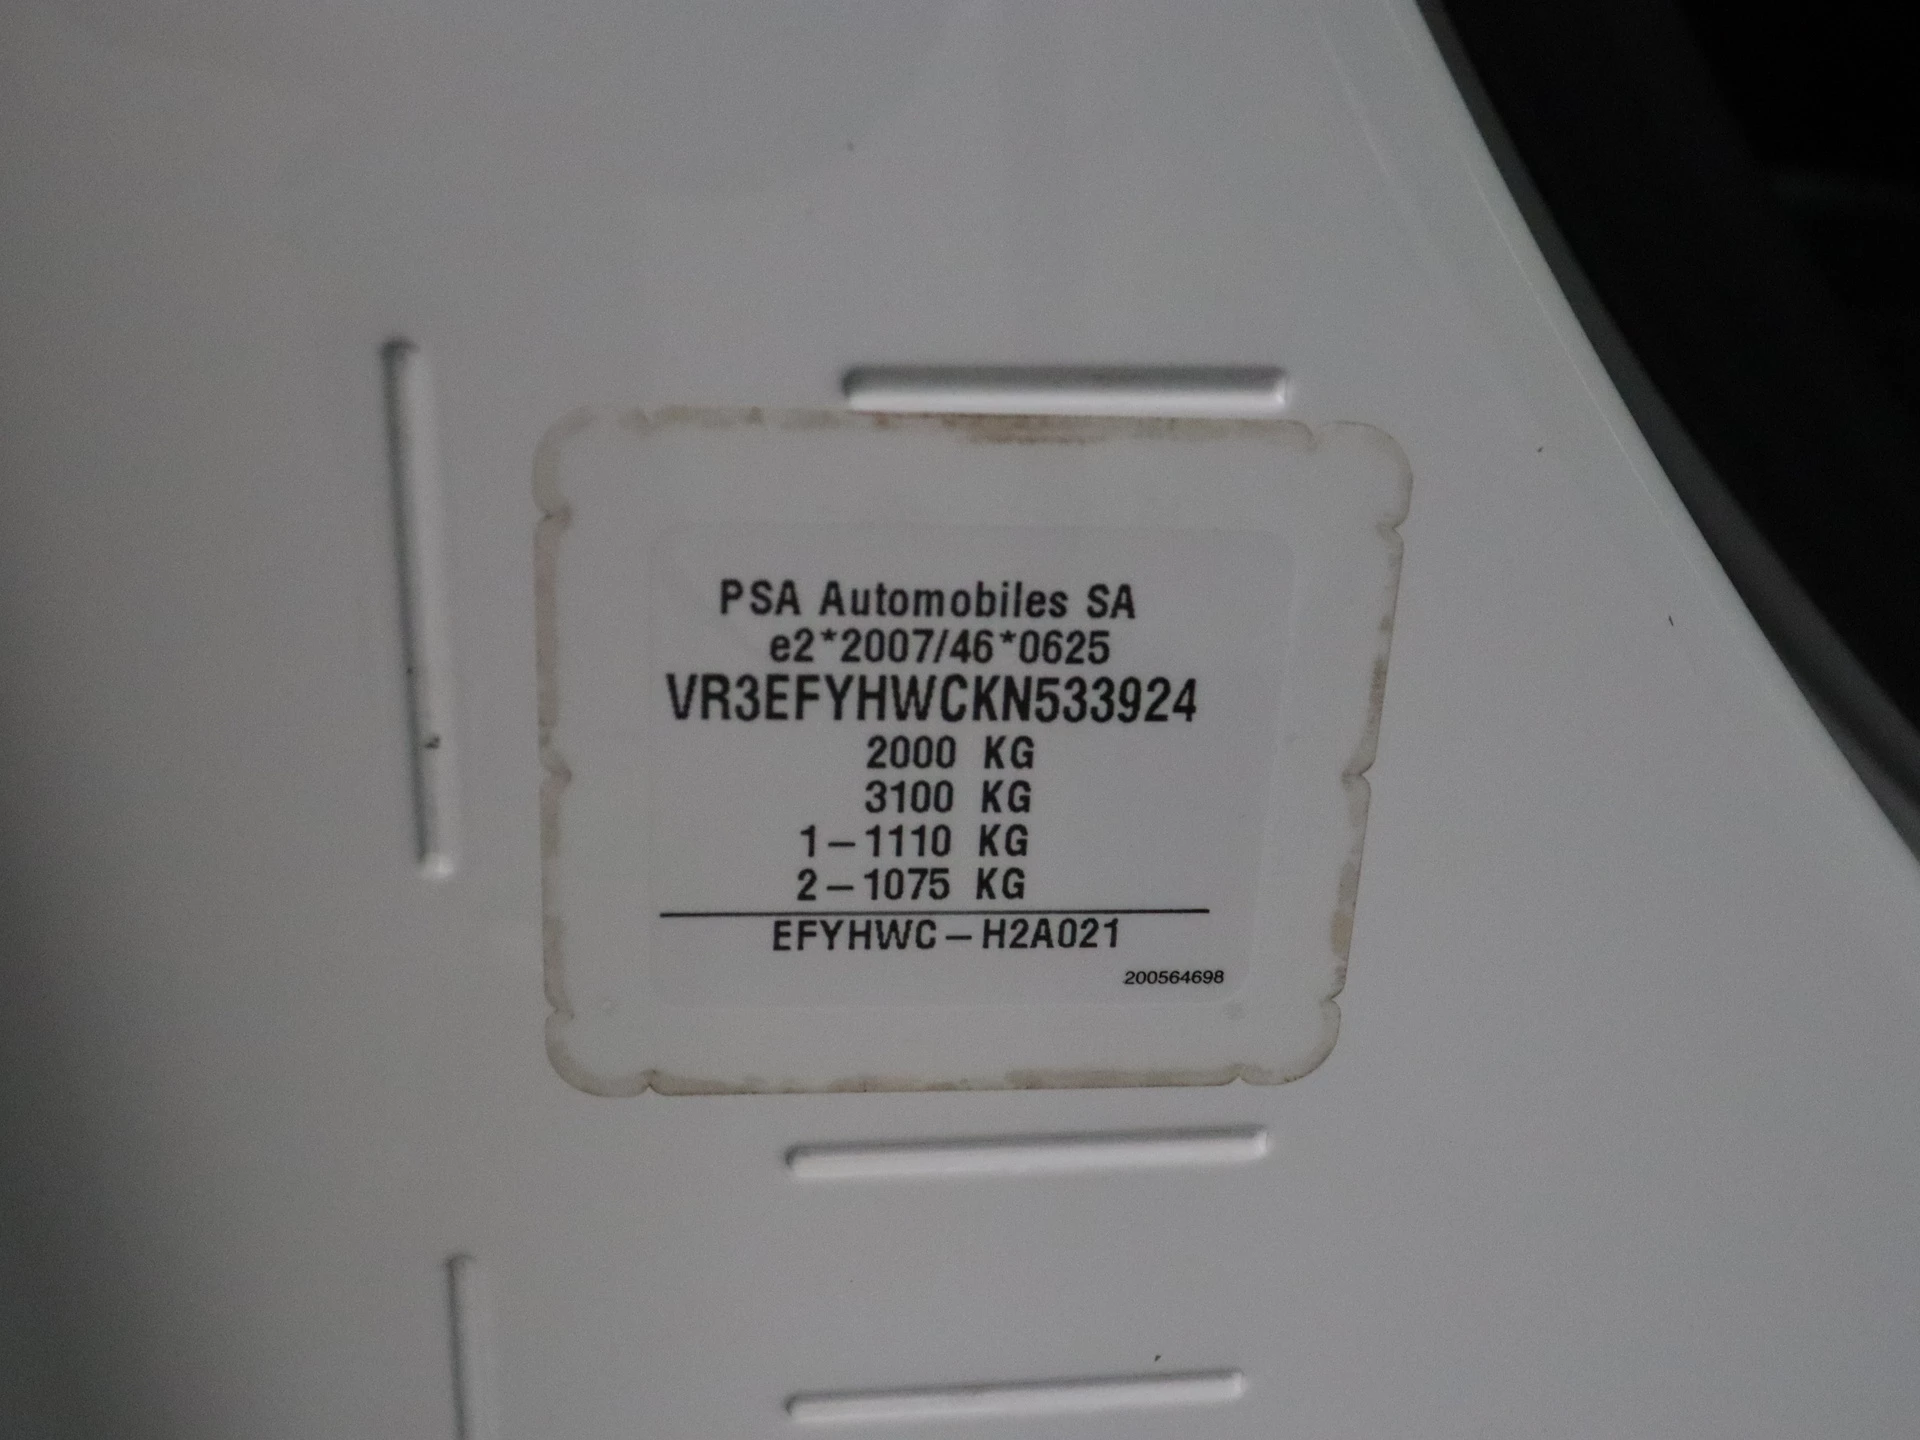 PSA Automobiles SA
e2*2007/46*0625
VR3EFYHWCKN533924
2000 KG
3100 KG
1–1110 KG
2–1075 KG
EFYHWC–H2A021
200564698